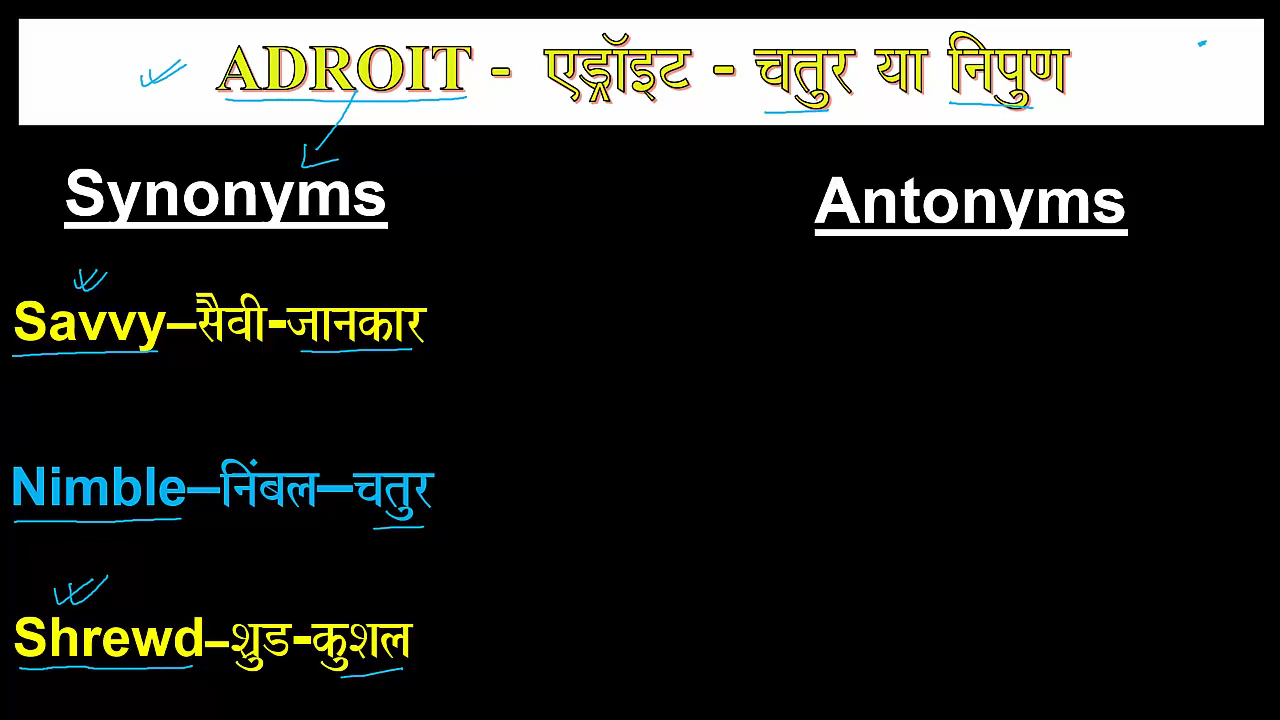 ADROIT - एड्रॉइट - चतुर या निपुण
Synonyms
Antonyms
Savvy–सैवी-जानकार
Nimble–निंबल–चतुर
Shrewd–श्रुड-कुशल